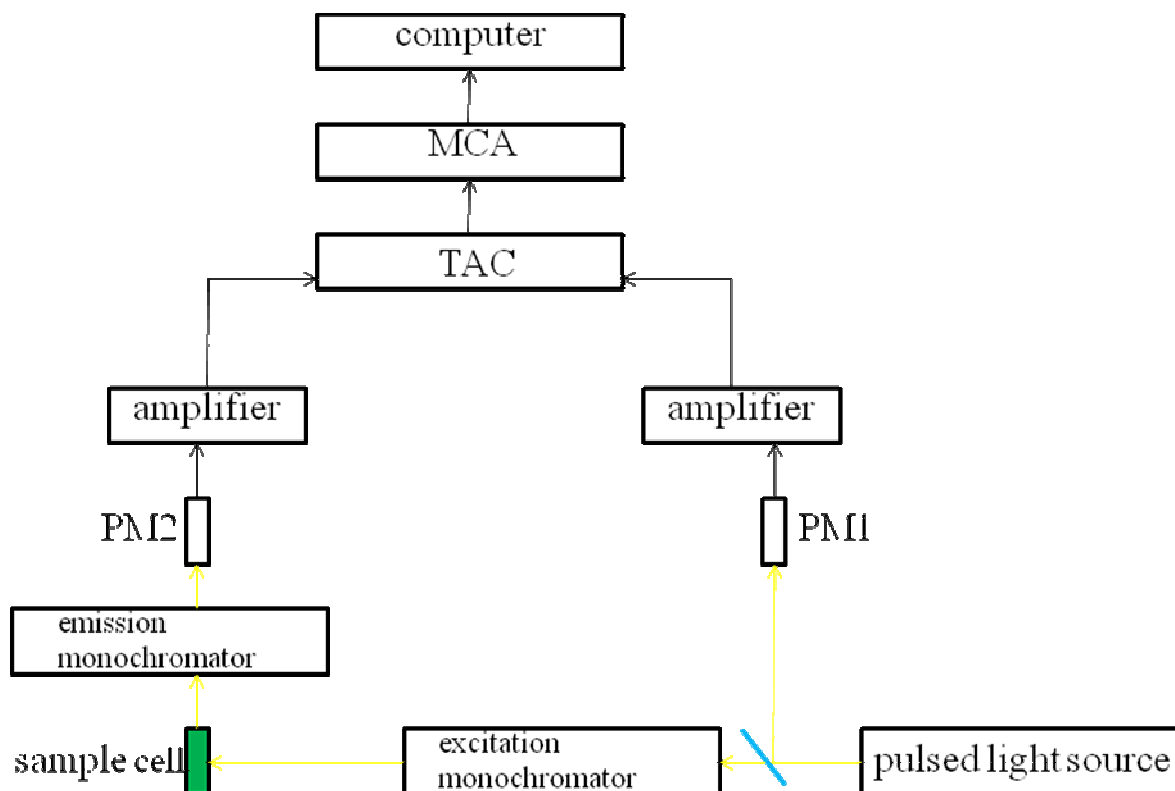 computer
MCA
TAC
amplifier
amplifier
PM2
PM1
emission
monochromator
sample cell
excitation
monochromator
pulsed light source